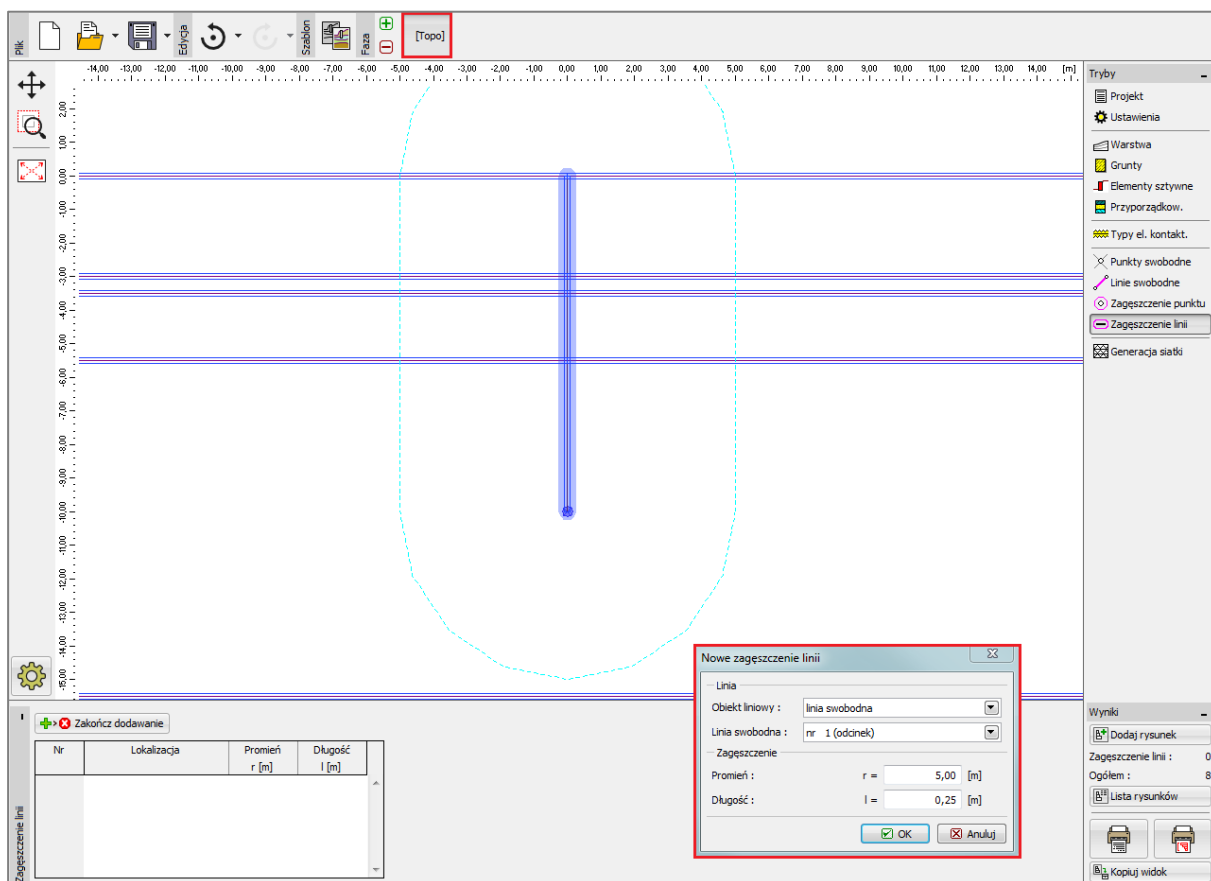 Plik
Edycja
Szablon
Faza
[Topo]
-14,00 -13,00 -12,00 -11,00 -10,00 -9,00 -8,00 -7,00 -6,00 -5,00 -4,00 -3,00 -2,00 -1,00 0,00 1,00 2,00 3,00 4,00 5,00 6,00 7,00 8,00 9,00 10,00 11,00 12,00 13,00 14,00 [m]
2,00
1,00
0,00
-1,00
-2,00
-3,00
-4,00
-5,00
-6,00
-7,00
-8,00
-9,00
-10,00
-11,00
-12,00
-13,00
-14,00
-15,00
Tryby
Projekt
Ustawienia
Warstwa
Grunty
Elementy sztywne
Przyporządkow.
Typy el. kontakt.
Punkty swobodne
Linie swobodne
Zagęszczenie punktu
Zagęszczenie linii
Generacja siatki
Nowe zagęszczenie linii
Linia
Obiekt liniowy : linia swobodna
Linia swobodna : nr 1 (odcinek)
Zagęszczenie
Promień : r = 5,00 [m]
Długość : l = 0,25 [m]
OK Anuluj
Zakończ dodawanie
Nr Lokalizacja Promień Długość
r [m] l [m]
Zagęszczenie linii
Wyniki
Dodaj rysunek
Zagęszczenie linii : 0
Ogółem : 8
Lista rysunków
Kopiuj widok